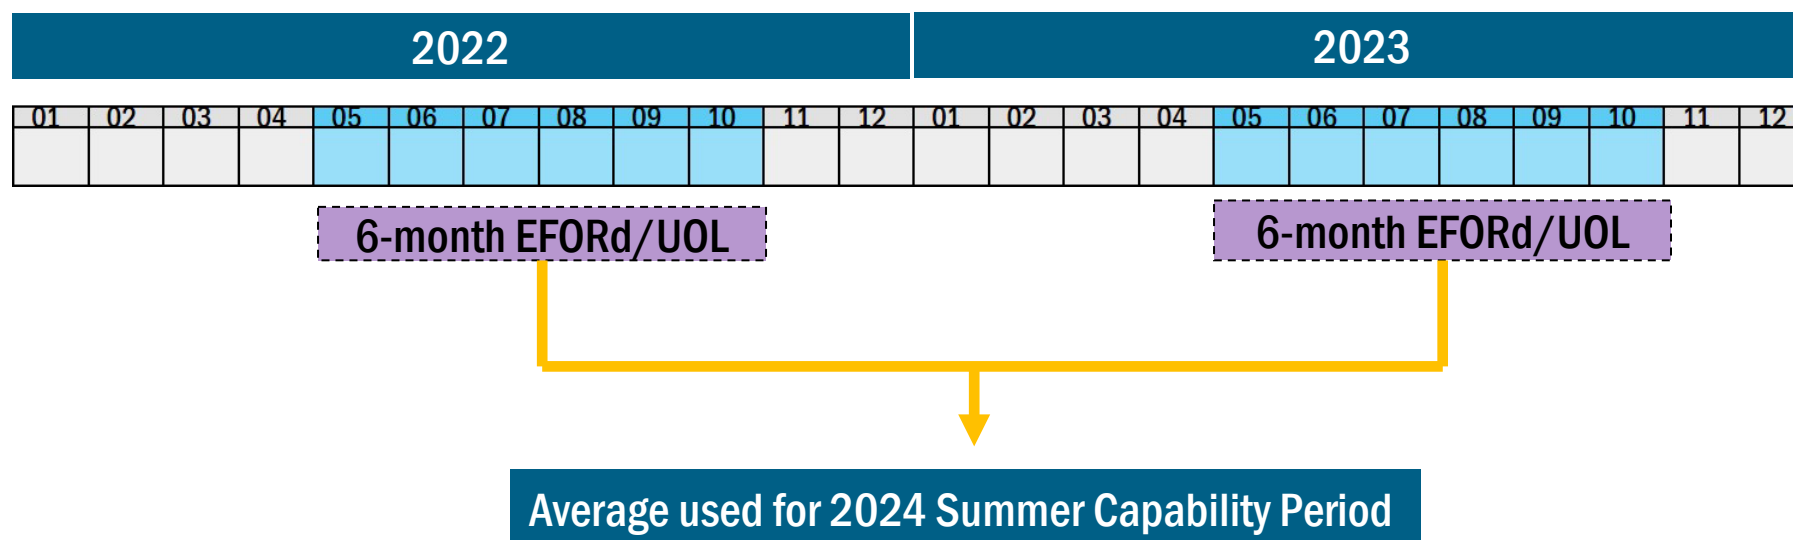 2022 2023
01 02 03 04 05 06 07 08 09 10 11 12 01 02 03 04 05 06 07 08 09 10 11 12
6-month EFORd/UOL 6-month EFORd/UOL
Average used for 2024 Summer Capability Period